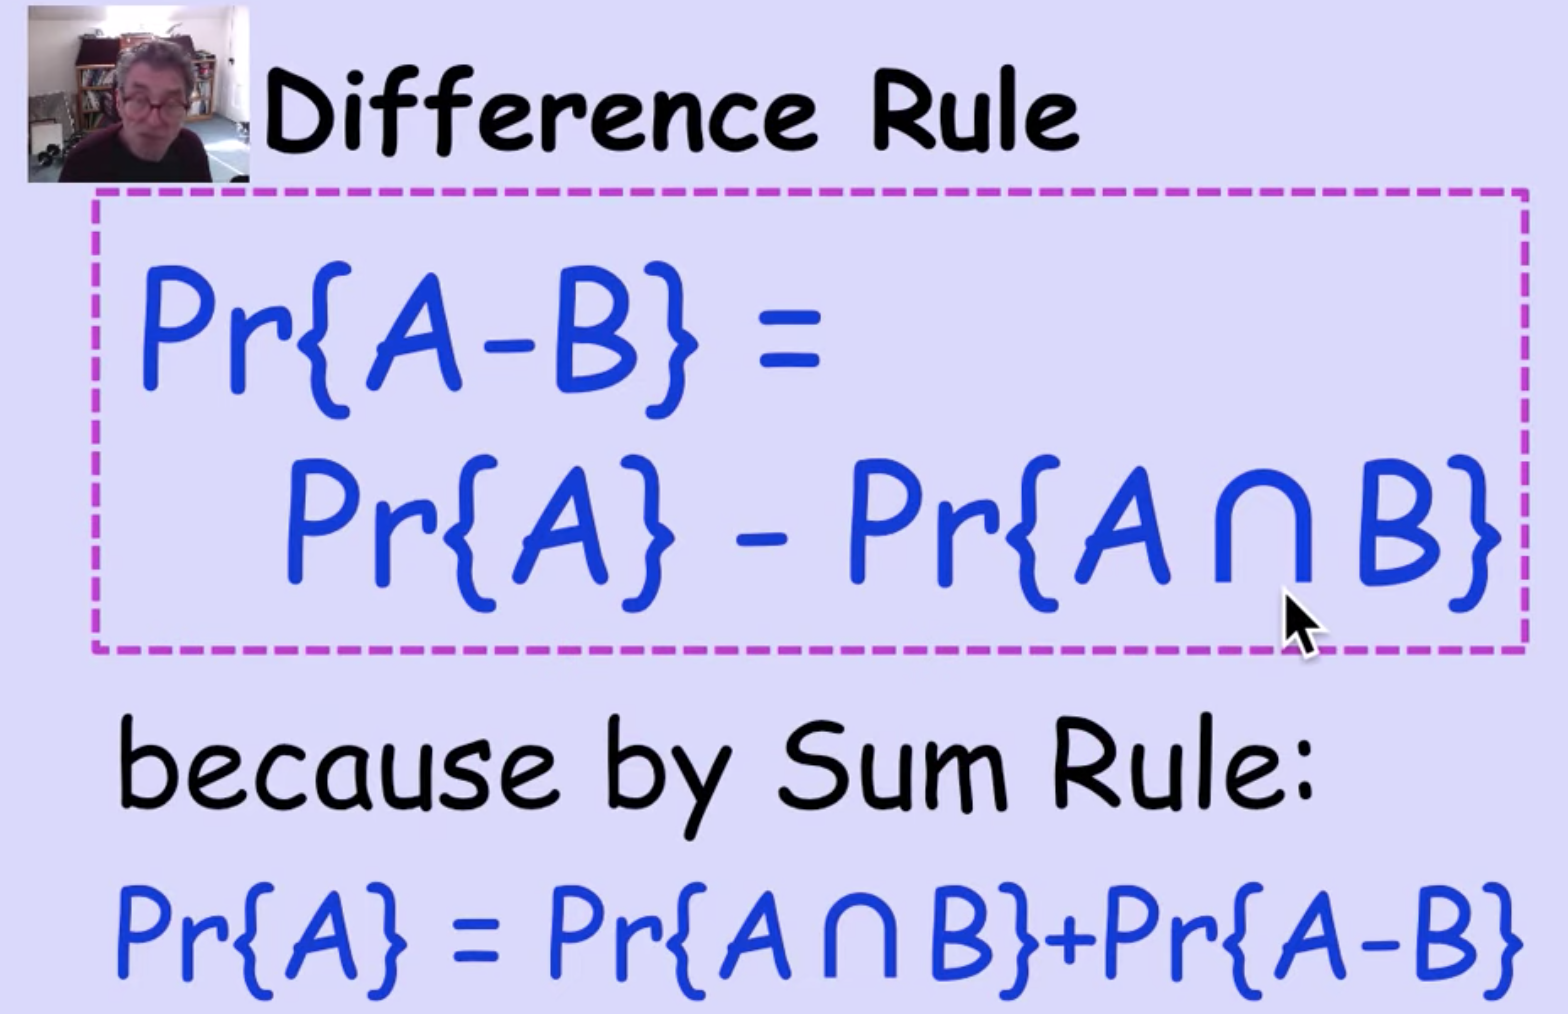 Difference Rule
Pr{A-B} =
Pr{A} - Pr{A ∩ B}
because by Sum Rule:
Pr{A} = Pr{A ∩ B}+Pr{A-B}